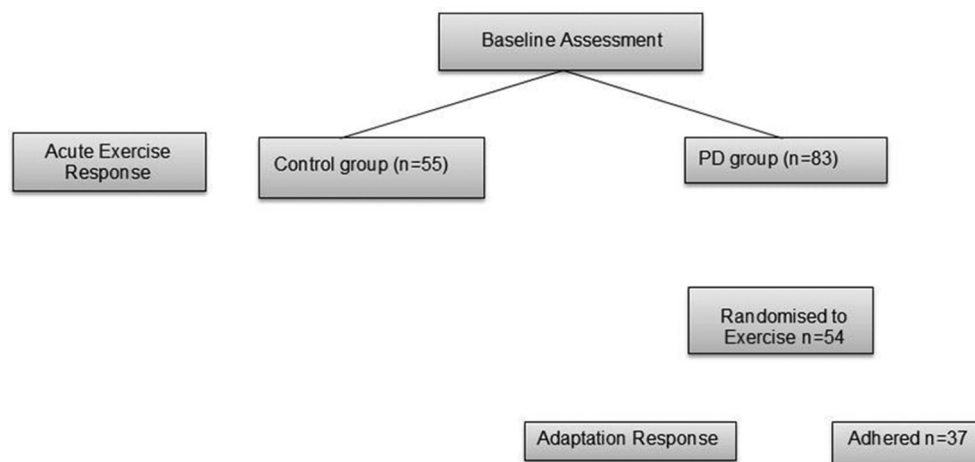 Baseline Assessment
Acute Exercise
Response
Control group (n=55)
PD group (n=83)
Randomised to
Exercise n=54
Adaptation Response
Adhered n=37